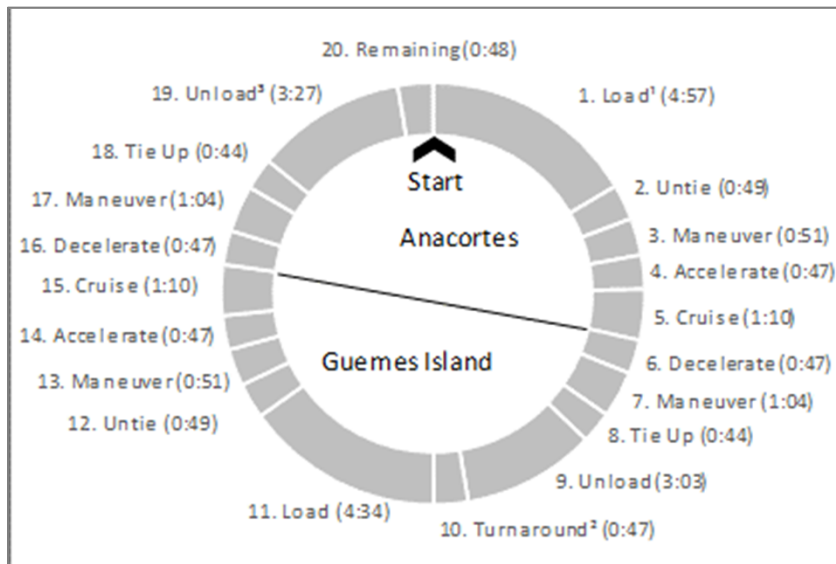 20. Remaining (0:48)
1. Load¹ (4:57)
2. Untie (0:49)
3. Maneuver (0:51)
4. Accelerate (0:47)
5. Cruise (1:10)
6. Decelerate (0:47)
7. Maneuver (1:04)
8. Tie Up (0:44)
9. Unload (3:03)
10. Turnaround² (0:47)
11. Load (4:34)
12. Untie (0:49)
13. Maneuver (0:51)
14. Accelerate (0:47)
15. Cruise (1:10)
16. Decelerate (0:47)
17. Maneuver (1:04)
18. Tie Up (0:44)
19. Unload³ (3:27)
Start
Anacortes
Guemes Island